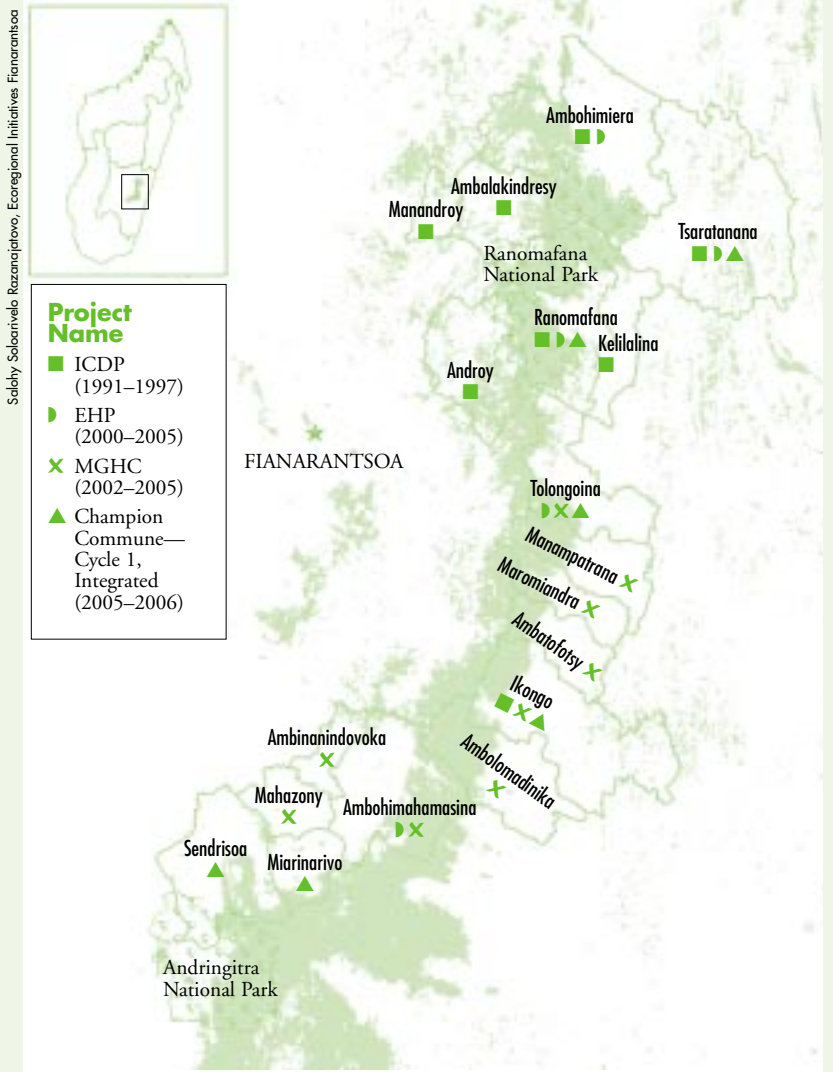 Salohy Soloarivelo Razanajatovo, Ecoregional Initiatives Fianarantsoa
Project
Name
ICDP
(1991–1997)
EHP
(2000–2005)
MGHC
(2002–2005)
Champion
Commune—
Cycle 1,
Integrated
(2005–2006)
Ambohimiera
Ambalakindresy
Manandroy
Tsaratanana
Ranomafana
National Park
Ranomafana
Kelilalina
Androy
FIANARANTSOA
Tolongoina
Manampatrana
Maromiandra
Ambatofotsy
Ikongo
Ambolomadinika
Ambinanindovoka
Mahazony
Ambohimahamasina
Sendrisoa
Miarinarivo
Andringitra
National Park